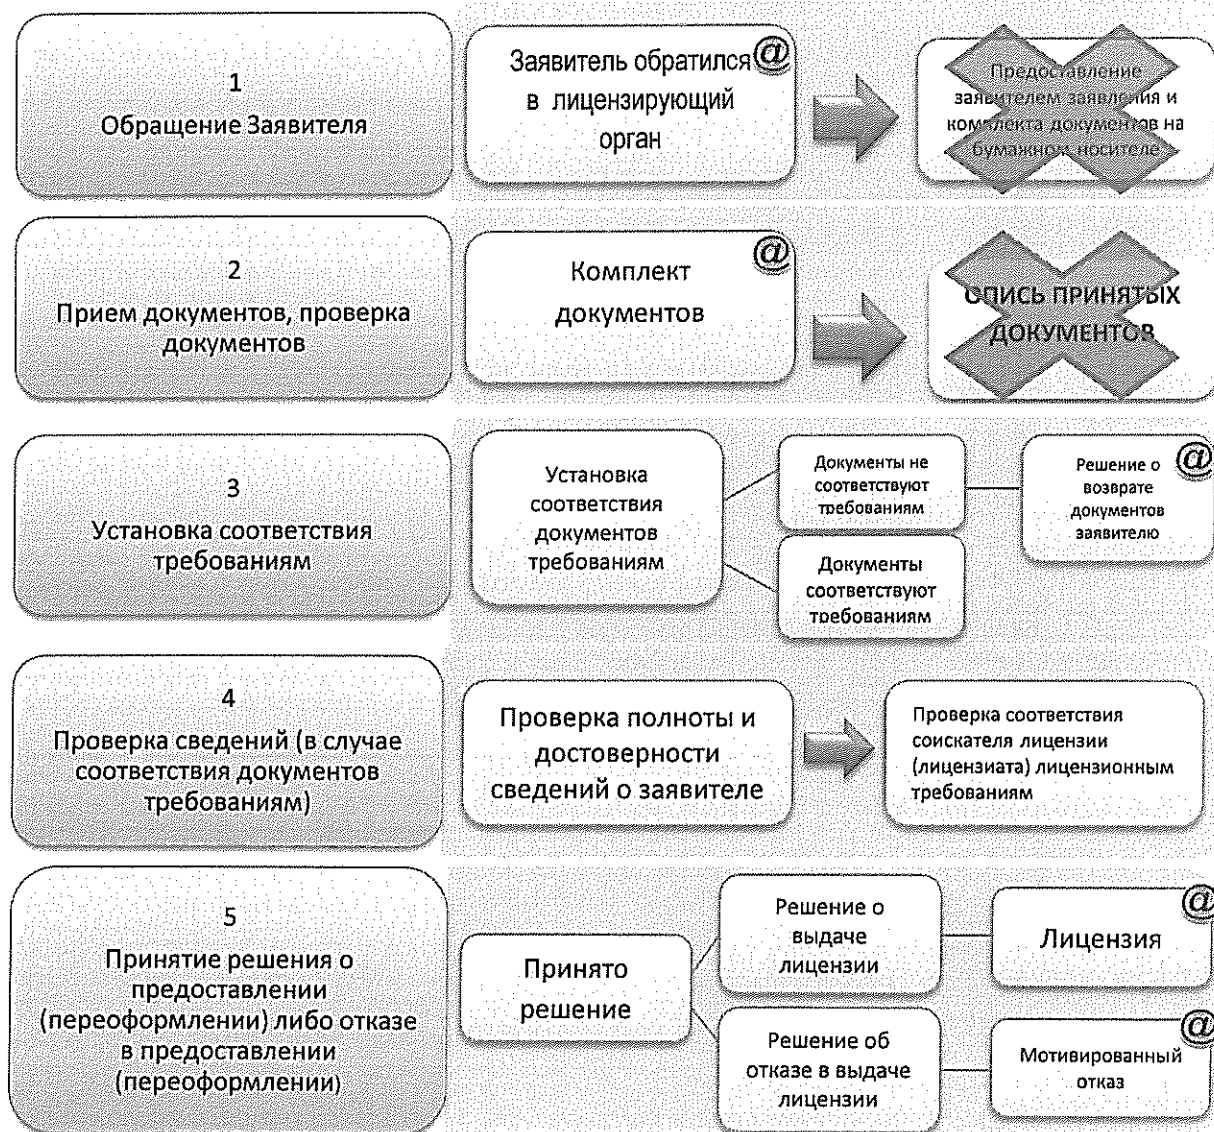 1
Обращение Заявителя
Заявитель обратился
в лицензирующий
орган
@
Предоставление
заявителем заявления и
комплекта документов на
бумажном носителе
2
Прием документов, проверка
документов
Комплект
документов
@
ОПИСЬ ПРИНЯТЫХ
ДОКУМЕНТОВ
3
Установка соответствия
требованиям
Установка
соответствия
документов
требованиям
Документы не
соответствуют
требованиям
Решение о
возврате
документов
заявителю
@
Документы
соответствуют
требованиям
4
Проверка сведений (в случае
соответствия документов
требованиям)
Проверка полноты и
достоверности
сведений о заявителе
Проверка соответствия
соискателя лицензии
(лицензиата) лицензионным
требованиям
5
Принятие решения о
предоставлении
(переоформлении) либо отказе
в предоставлении
(переоформлении)
Принято
решение
Решение о
выдаче
лицензии
Лицензия
@
Решение об
отказе в выдаче
лицензии
Мотивированный
отказ
@